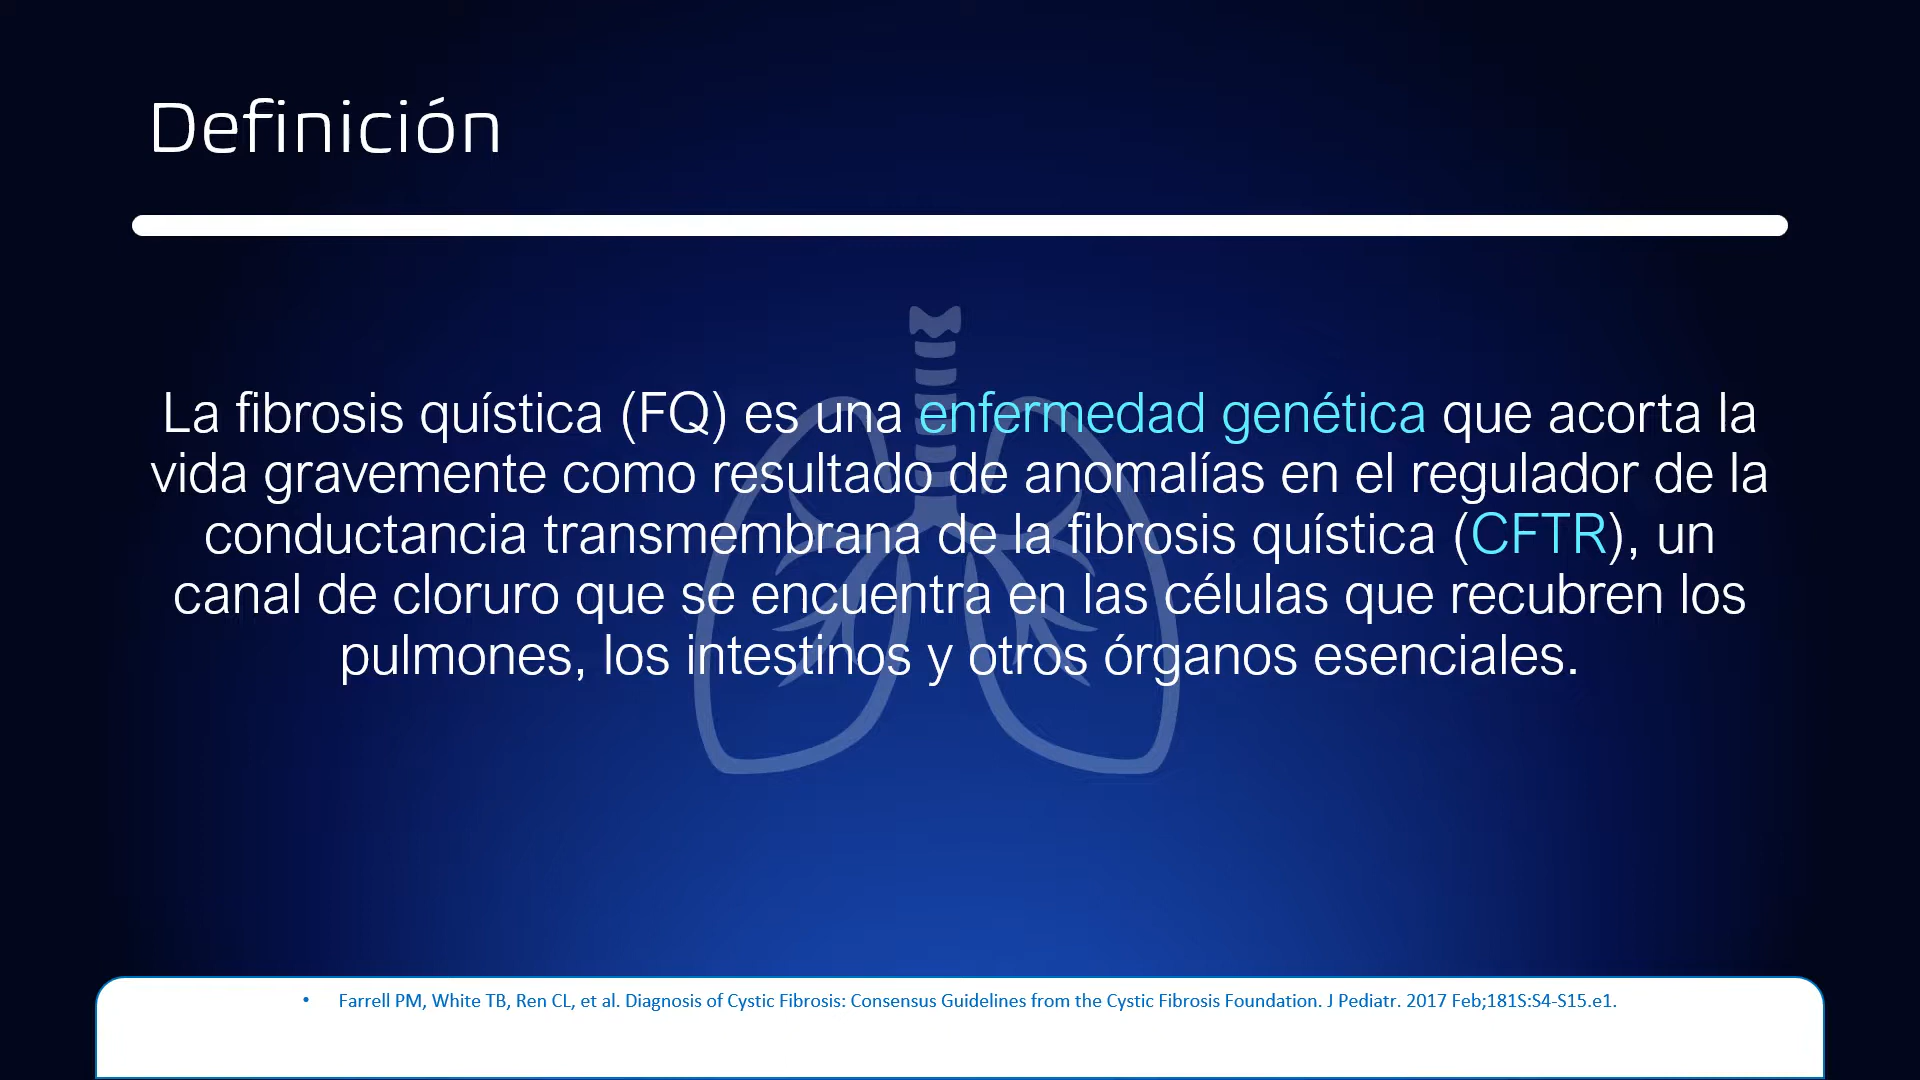 Definición
La fibrosis quística (FQ) es una enfermedad genética que acorta la
vida gravemente como resultado de anomalías en el regulador de la
conductancia transmembrana de la fibrosis quística (CFTR), un
canal de cloruro que se encuentra en las células que recubren los
pulmones, los intestinos y otros órganos esenciales.
• Farrell PM, White TB, Ren CL, et al. Diagnosis of Cystic Fibrosis: Consensus Guidelines from the Cystic Fibrosis Foundation. J Pediatr. 2017 Feb;181S:S4-S15.e1.